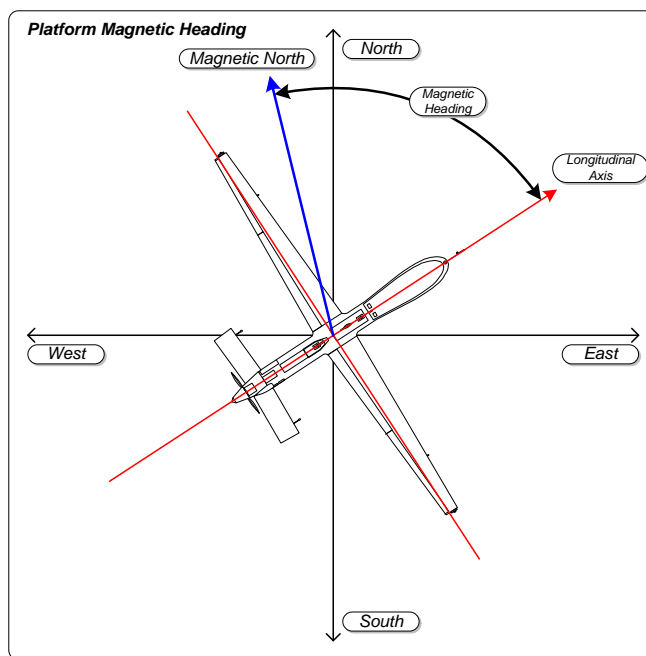 Platform Magnetic Heading
North
Magnetic North
Magnetic
Heading
Longitudinal
Axis
West
East
South